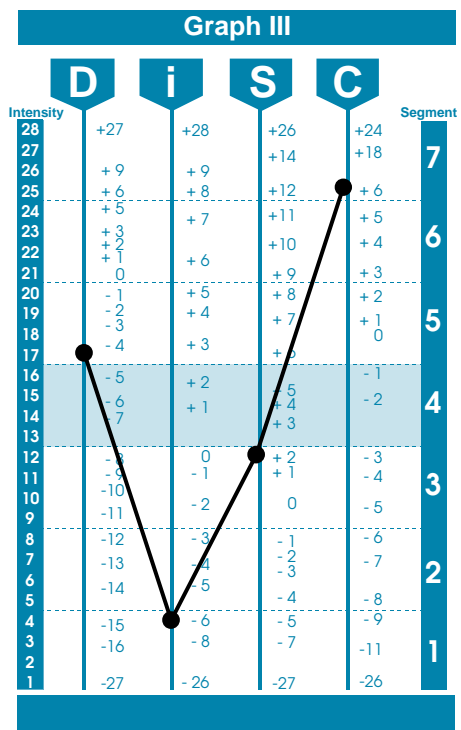 Graph III
D i S C
Intensity Segment
28 +27 +28 +26 +24
27 +14 +18 7
26 + 9 + 9
25 + 6 + 8 +12 + 6
24 + 5 + 7 +11 + 5
23 + 3 6
22 + 2 +10 + 4
+ 1 + 6
21 0 + 9 + 3
20 - 1 + 5 + 8 + 2
19 - 2 + 4 + 7 + 1 5
18 - 3 0
17 - 4 + 3 + 6
16 - 5 + 2 - 1
15 - 6 + 1 + 5 - 2 4
14 - 7 + 4
13 + 3
12 - 8 0 + 2 - 3
11 - 9 - 1 + 1 - 4 3
10 -10 - 2 0 - 5
9 -11
8 -12 - 3 - 1 - 6
7 -13 - 4 - 2 - 7 2
6 -14 - 5 - 3
5 - 4 - 8
4 -15 - 6 - 5 - 9
3 -16 - 8 - 7 -11 1
2
1 -27 - 26 -27 -26